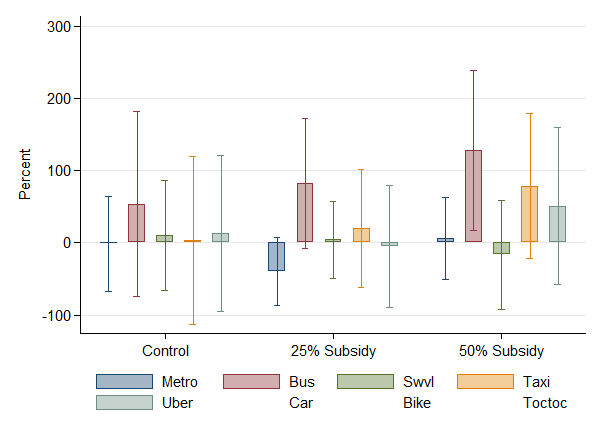 300
200
100
0
-100
Percent
Control 25% Subsidy 50% Subsidy
Metro Bus Swvl Taxi
Uber Car Bike Toctoc